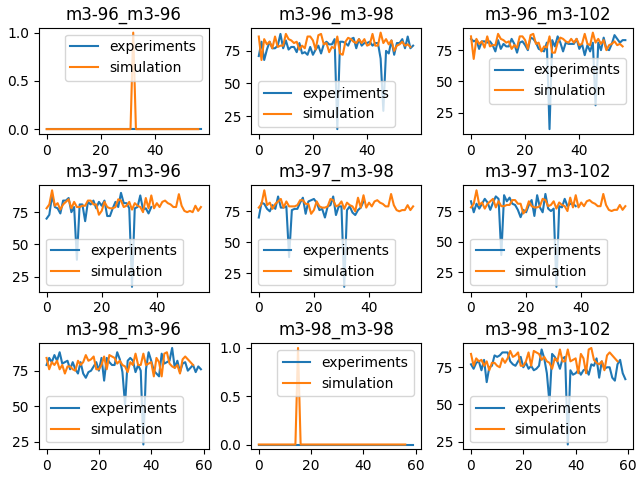 m3-96_m3-96 m3-96_m3-98 m3-96_m3-102
1.0 0.5 0.0 experiments simulation 0 20 40
75 50 25 experiments simulation 0 20 40
75 50 25 experiments simulation 0 20 40
m3-97_m3-96 m3-97_m3-98 m3-97_m3-102
75 50 25 experiments simulation 0 20 40
75 50 25 experiments simulation 0 20 40
75 50 25 experiments simulation 0 20 40
m3-98_m3-96 m3-98_m3-98 m3-98_m3-102
75 50 25 experiments simulation 0 20 40 60
1.0 0.5 0.0 experiments simulation 0 20 40 60
75 50 25 experiments simulation 0 20 40 60